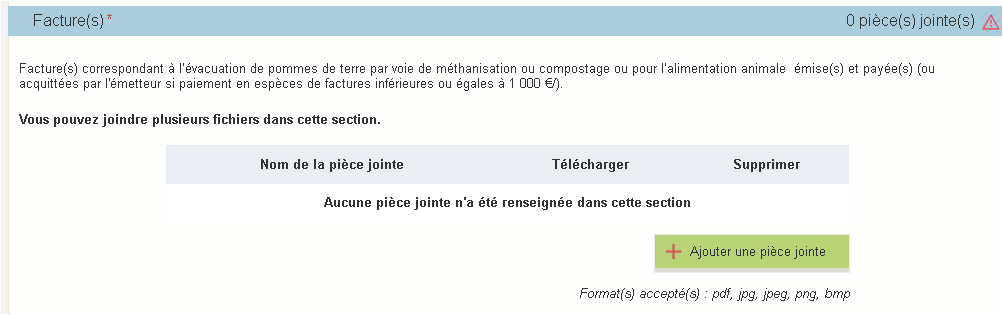 Facture(s) * 0 pièce(s) jointe(s)
Facture(s) correspondant à l'évacuation de pommes de terre par voie de méthanisation ou compostage ou pour l'alimentation animale émise(s) et payée(s) (ou
acquittées par l'émetteur si paiement en espèces de factures inférieures ou égales à 1 000 €/).
Vous pouvez joindre plusieurs fichiers dans cette section.
Nom de la pièce jointe Télécharger Supprimer
Aucune pièce jointe n'a été renseignée dans cette section
Ajouter une pièce jointe
Format(s) accepté(s) : pdf, jpg, jpeg, png, bmp